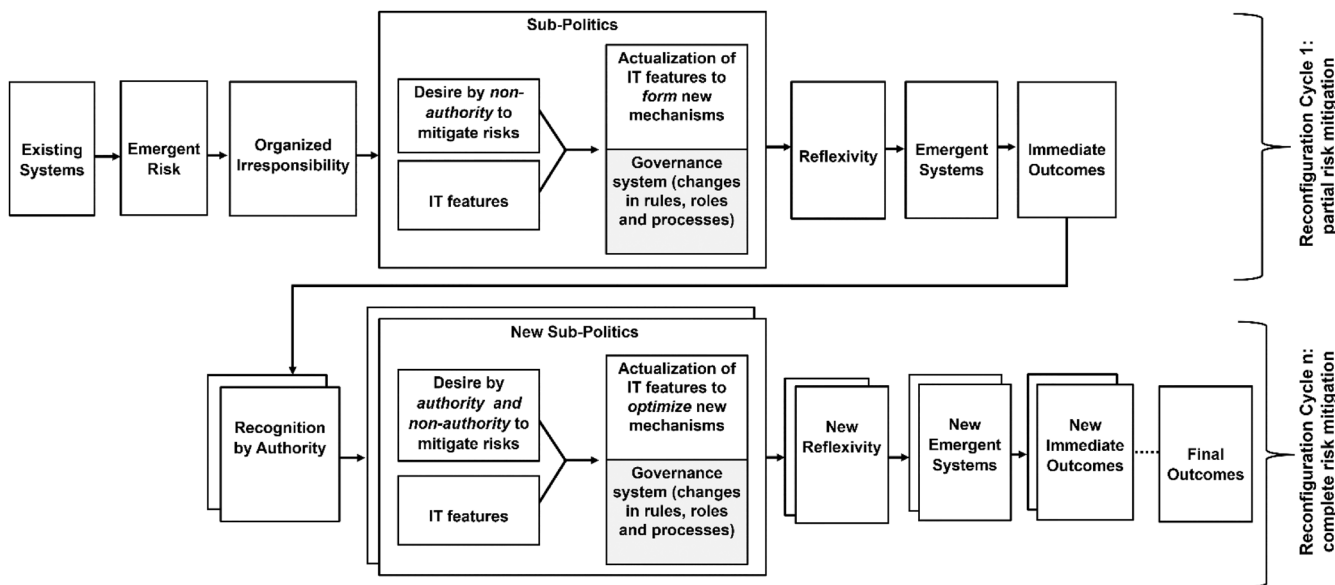 Sub-Politics
Existing
Systems
Emergent
Risk
Organized
Irresponsibility
Desire by non-
authority to
mitigate risks
IT features
Actualization of
IT features to
form new
mechanisms
Governance
system (changes
in rules, roles
and processes)
Reflexivity
Emergent
Systems
Immediate
Outcomes
Reconfiguration Cycle 1:
partial risk mitigation
New Sub-Politics
Recognition
by Authority
Desire by
authority and
non-authority to
mitigate risks
IT features
Actualization of
IT features to
optimize new
mechanisms
Governance
system (changes
in rules, roles
and processes)
New
Reflexivity
New
Emergent
Systems
New
Immediate
Outcomes
Final
Outcomes
Reconfiguration Cycle n:
complete risk mitigation